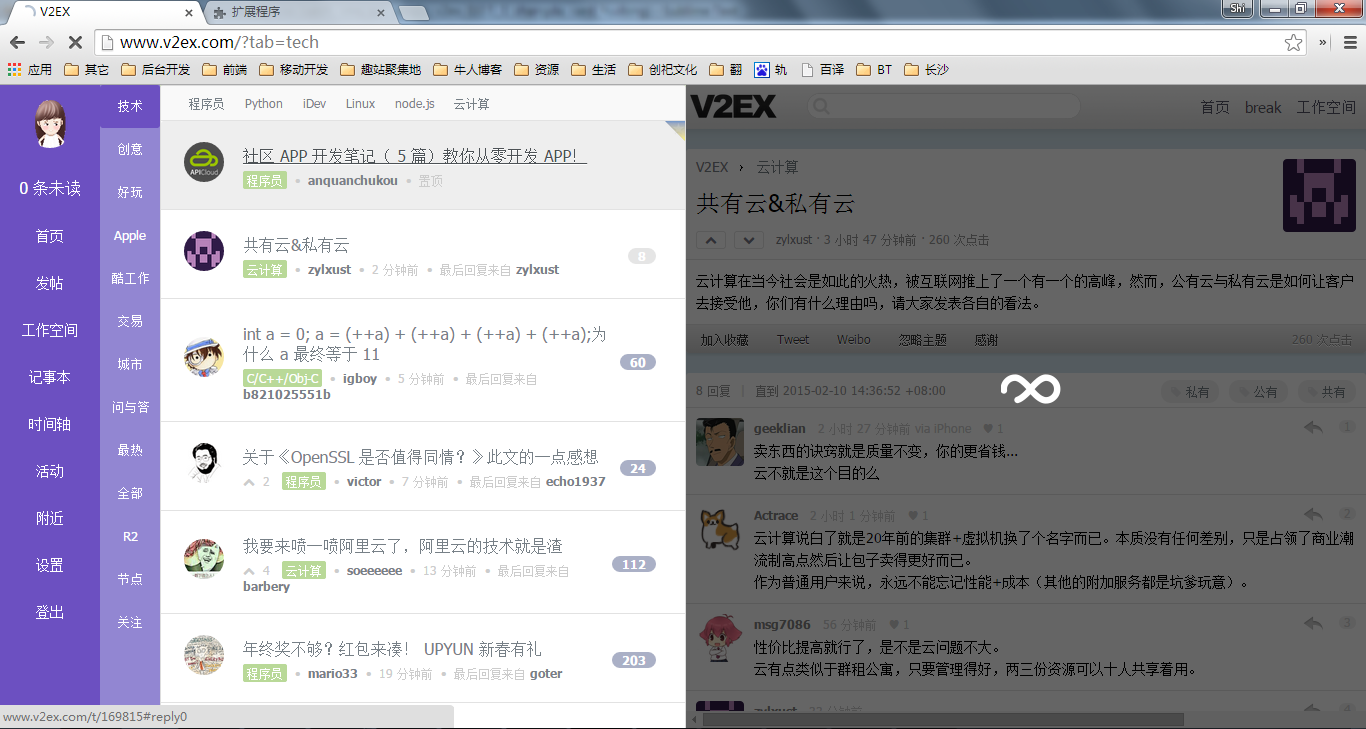 V2EX
扩展程序
Shi
www.v2ex.com/?tab=tech
应用 其它 后台开发 前端 移动开发 趣站聚集地 牛人博客 资源 生活 创祀文化 翻 轨 百译 BT 长沙
0 条未读
首页
发帖
工作空间
记事本
时间轴
活动
附近
设置
登出
技术
创意
好玩
Apple
酷工作
交易
城市
问与答
最热
全部
R2
节点
关注
程序员 Python iDev Linux node.js 云计算
APICloud
社区 APP 开发笔记（ 5 篇）教你从零开发 APP！
程序员 • anquanchukou • 置顶
共有云&私有云
云计算 • zylxust • 2 分钟前 • 最后回复来自 zylxust
8
int a = 0; a = (++a) + (++a) + (++a) + (++a);为
什么 a 最终等于 11
C/C++/Obj-C • igboy • 5 分钟前 • 最后回复来自
b821025551b
60
关于《OpenSSL 是否值得同情？》此文的一点感想
2 程序员 • victor • 7 分钟前 • 最后回复来自 echo1937
24
我要来喷一喷阿里云了，阿里云的技术就是渣
4 云计算 • soeeeeee • 13 分钟前 • 最后回复来自
barbery
112
年终奖不够？红包来凑！ UPYUN 新春有礼
程序员 • mario33 • 19 分钟前 • 最后回复来自 goter
203
www.v2ex.com/t/169815#reply0
V2EX
首页 break 工作空间
V2EX › 云计算
共有云&私有云
zylxust · 3 小时 47 分钟前 · 260 次点击
云计算在当今社会是如此的火热，被互联网推上了一个有一个的高峰，然而，公有云与私有云是如何让客户
去接受他，你们有什么理由吗，请大家发表各自的看法。
加入收藏 Tweet Weibo 忽略主题 感谢 260 次点击
8 回复 | 直到 2015-02-10 14:36:52 +08:00 私有 公有 共有
geeklian 2 小时 27 分钟前 via iPhone ♥ 1 1
卖东西的诀窍就是质量不变，你的更省钱...
云不就是这个目的么
Actrace 2 小时 1 分钟前 ♥ 1 2
云计算说白了就是20年前的集群+虚拟机换了个名字而已。本质没有任何差别，只是占领了商业潮
流制高点然后让包子卖得更好而已。
作为普通用户来说，永远不能忘记性能+成本（其他的附加服务都是坑爹玩意）。
msg7086 56 分钟前 ♥ 1 3
性价比提高就行了，是不是云问题不大。
云有点类似于群租公寓，只要管理得好，两三份资源可以十人共享着用。
zylxust 22 分钟前 4